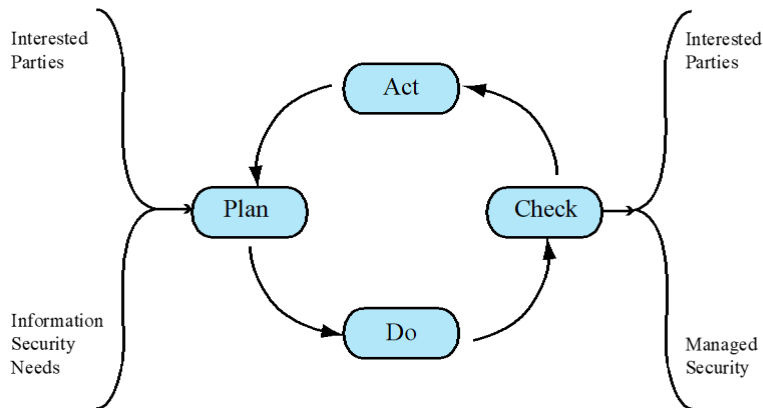 Interested
Parties
Interested
Parties
Act
Plan
Check
Do
Information
Security
Needs
Managed
Security